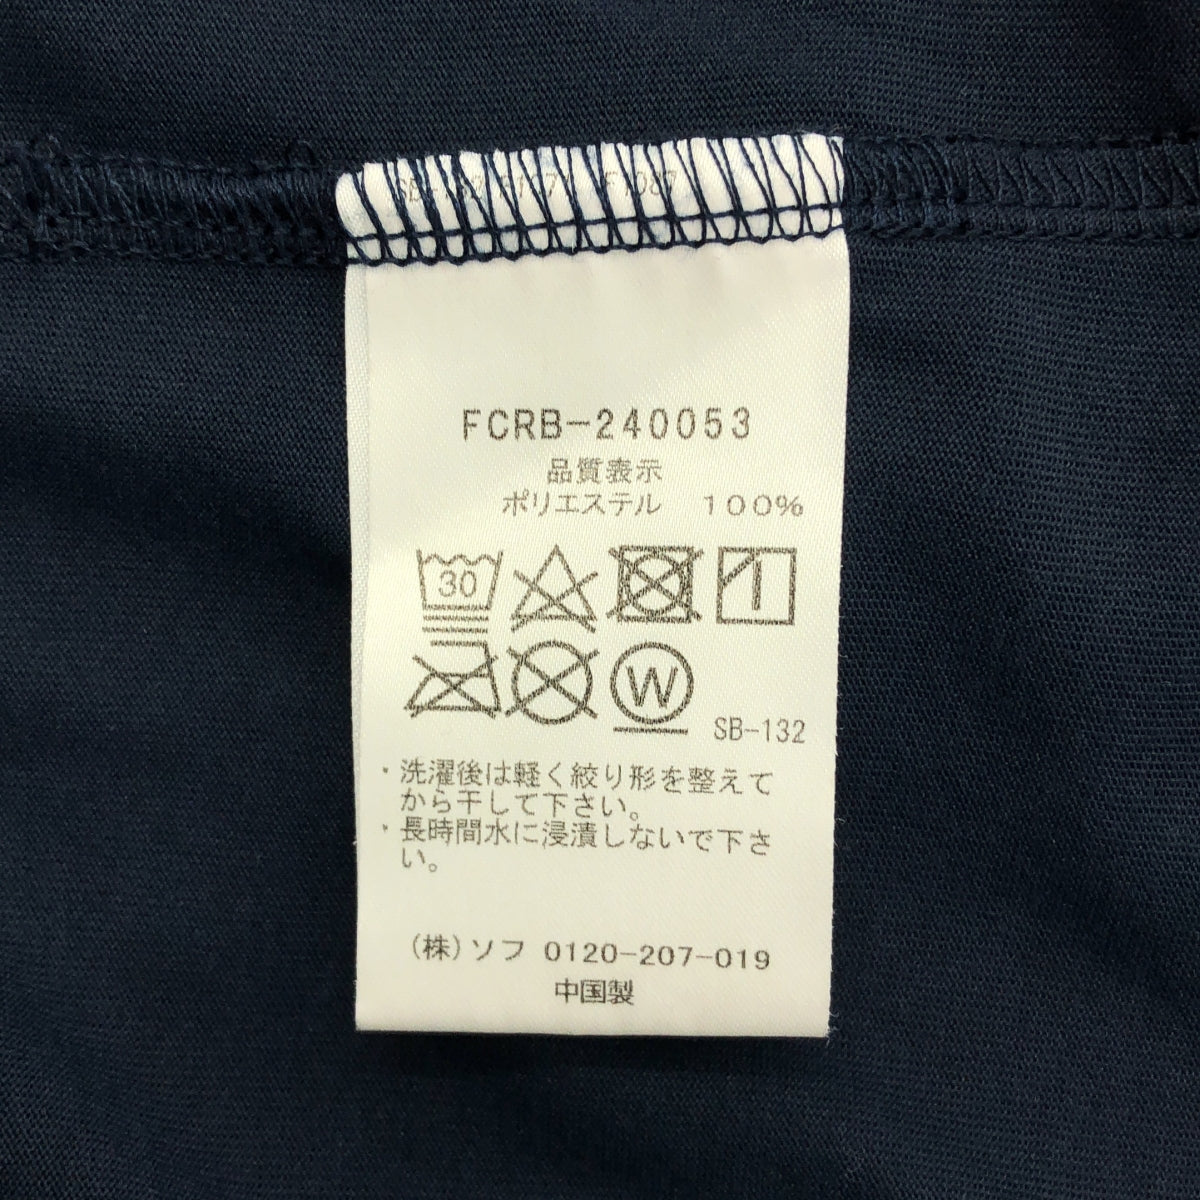 FCRB-240053
品質表示
ポリエステル 100%
30
W
SB-132
・洗濯後は軽く絞り形を整えて
から干して下さい。
・長時間水に浸漬しないで下さ
い。
(株)ソフ 0120-207-019
中国製